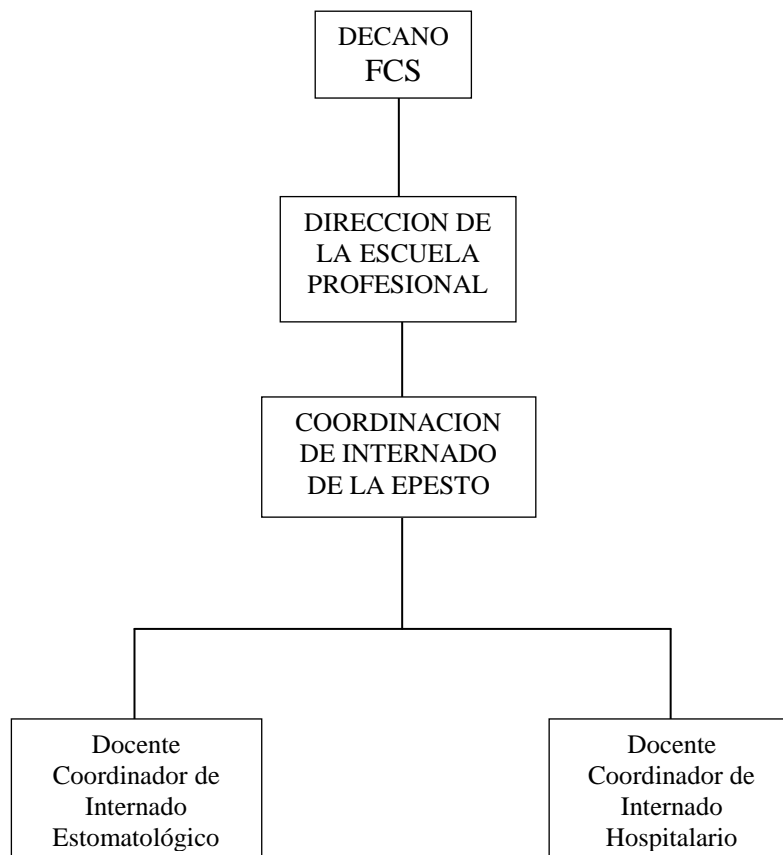 DECANO
FCS
DIRECCION DE
LA ESCUELA
PROFESIONAL
COORDINACION
DE INTERNADO
DE LA EPESTO
Docente
Coordinador de
Internado
Estomatológico
Docente
Coordinador de
Internado
Hospitalario